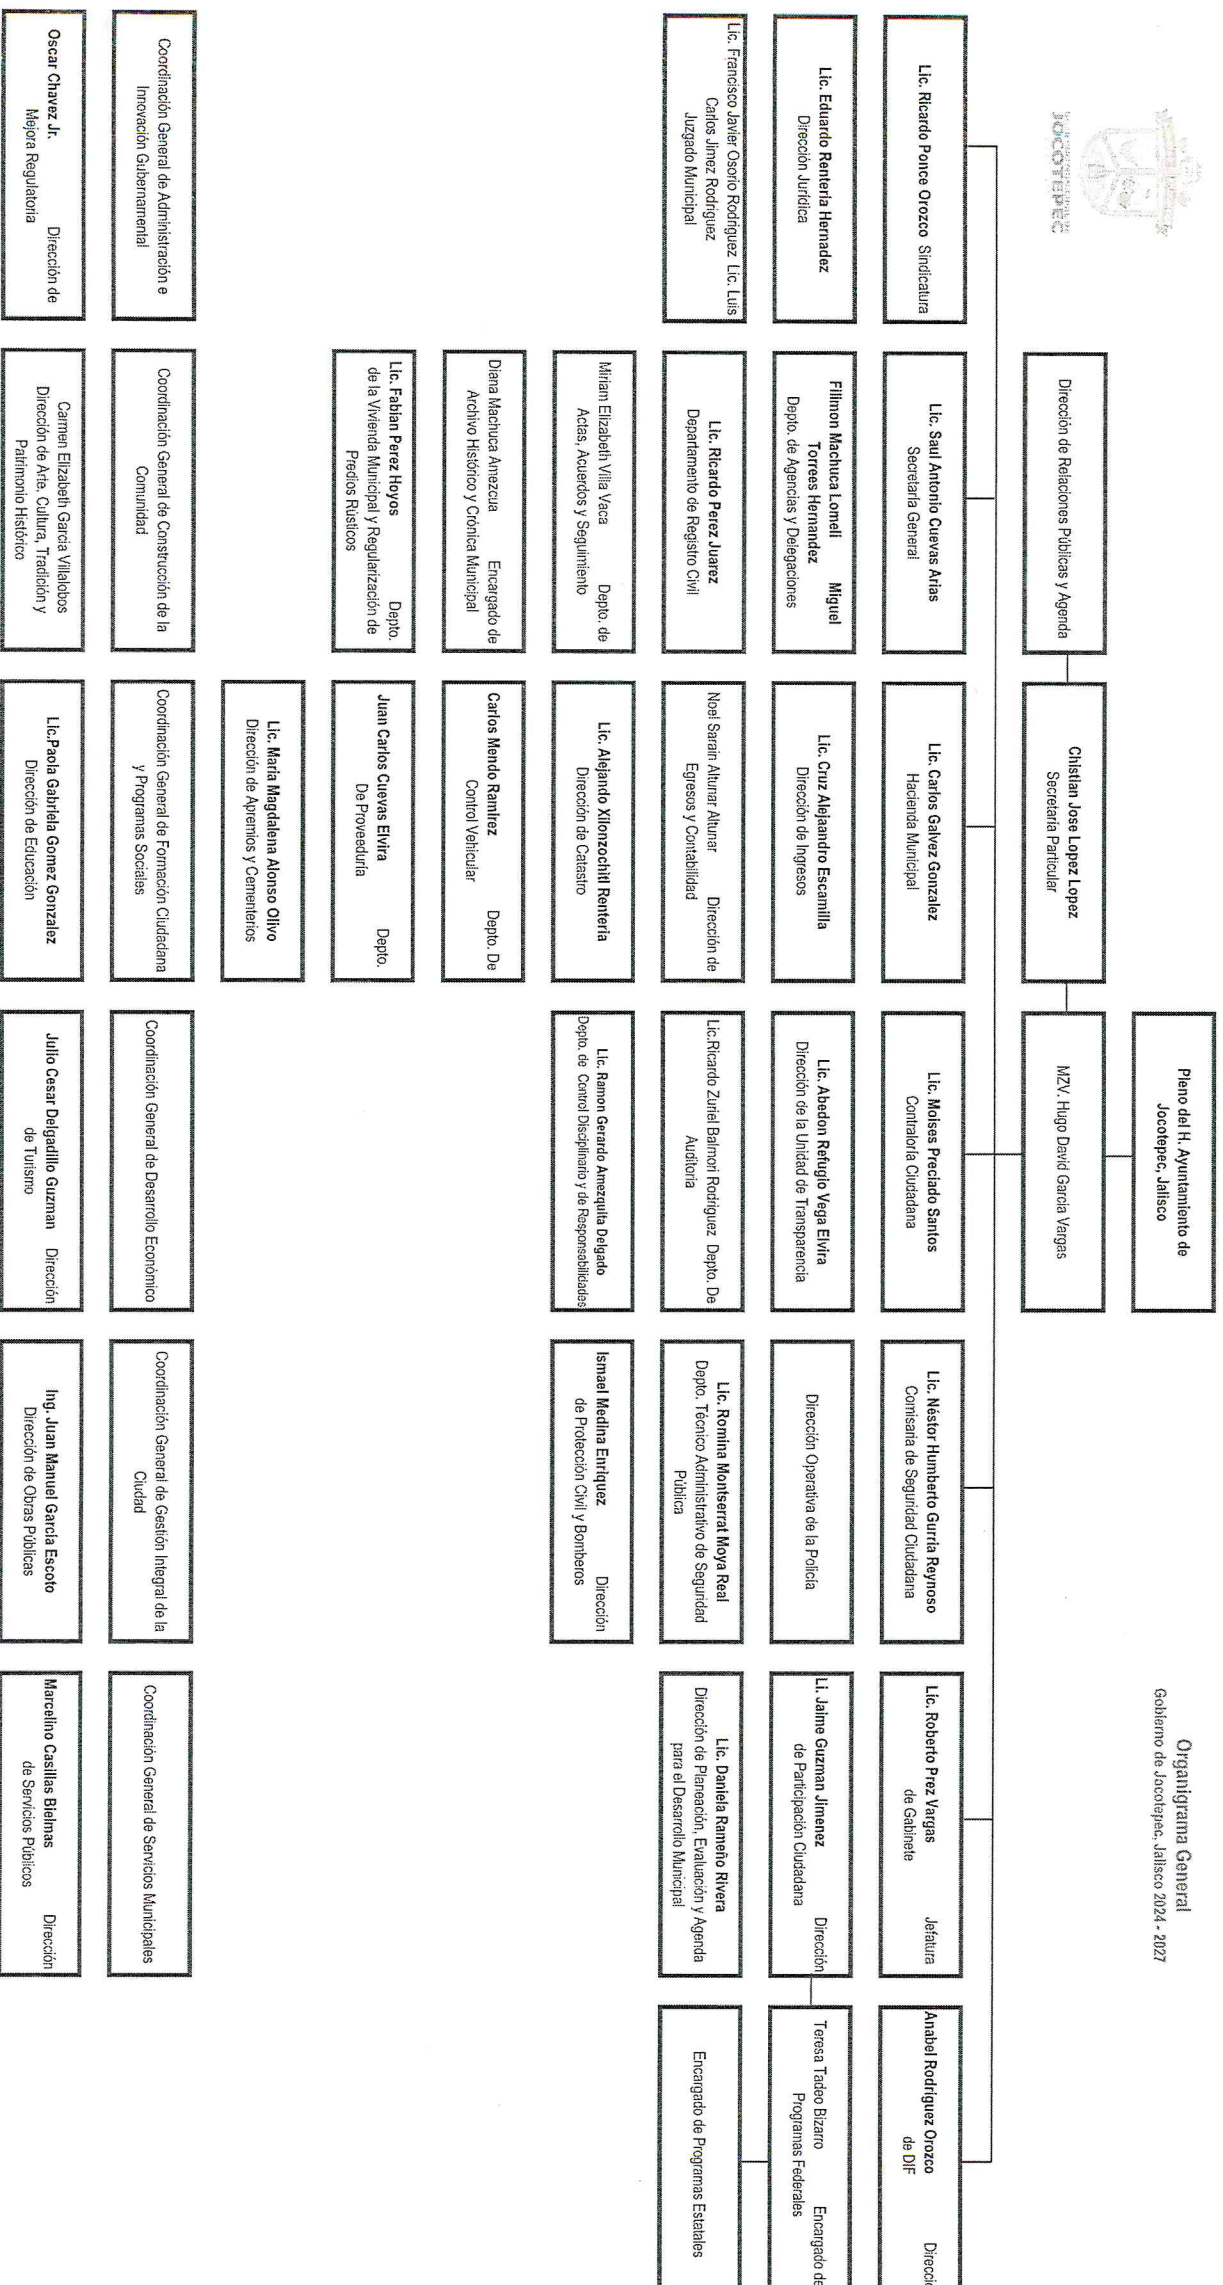 JOCOTEPEC
Organigrama General
Gobierno de Jocotepec, Jalisco 2024 - 2027
Pleno del H. Ayuntamiento de
Jocotepec, Jalisco
Dirección de Relaciones Públicas y Agenda
Chistian Jose Lopez Lopez
Secretaria Particular
MZV. Hugo David Garcia Vargas
Lic. Ricardo Ponce Orozco Sindicatura
Lic. Saul Antonio Cuevas Arias
Secretaría General
Lic. Carlos Galvez Gonzalez
Hacienda Municipal
Lic. Moises Preciado Santos
Contraloría Ciudadana
Lic. Néstor Humberto Gurria Reynoso
Comisaria de Seguridad Ciudadana
Lic. Roberto Prez Vargas Jefatura
de Gabinete
Anabel Rodriguez Orozco Direcci
de DIF
Lic. Eduardo Renteria Hernadez
Dirección Jurídica
Filimon Machuca Lomeli Miguel
Torrees Hernandez
Depto. de Agencias y Delegaciones
Lic. Cruz Alejaandro Escamilla
Dirección de Ingresos
Lic. Abedon Refugio Vega Elvira
Dirección de la Unidad de Transparencia
Dirección Operativa de la Policía
Li. Jaime Guzman Jimenez Dirección
de Participación Ciudadana
Teresa Tadeo Bizarro Encargado de
Programas Federales
Lic. Francisco Javier Osorio Rodriguez Lic. Luis
Carlos Jimez Rodriguez
Juzgado Municipal
Lic. Ricardo Perez Juarez
Departamento de Registro Civil
Noel Sarain Altunar Altunar Dirección de
Egresos y Contabilidad
Lic.Ricardo Zuriel Balmori Rodriguez Depto. De
Auditoria
Lic. Romina Montserrat Moya Real
Depto. Técnico Administrativo de Seguridad
Pública
Lic. Daniela Rameño Rivera
Dirección de Planeación, Evaluación y Agenda
para el Desarrollo Municipal
Encargado de Programas Estatales
Miriam Elizabeth Villa Vaca Depto. de
Actas, Acuerdos y Seguimiento
Lic. Alejando Xilonzochitl Renteria
Dirección de Catastro
Lic. Ramon Gerardo Amezquita Delgado
Depto. de Control Disciplinario y de Responsabilidades
Ismael Medina Enriquez Dirección
de Protección Civil y Bomberos
Diana Machuca Amezcua Encargado de
Archivo Histórico y Crónica Municipal
Carlos Mendo Ramirez Depto. De
Control Vehicular
Lic. Fabian Perez Hoyos Depto.
de la Vivienda Municipal y Regularización de
Predios Rústicos
Juan Carlos Cuevas Elvira Depto.
De Proveeduría
Lic. Maria Magdalena Alonso Olivo
Dirección de Apremios y Cementerios
Coordinación General de Administración e
Innovación Gubernamental
Coordinación General de Construcción de la
Comunidad
Coordinación General de Formación Ciudadana
y Programas Sociales
Coordinación General de Desarrollo Económico
Coordinación General de Gestión Integral de la
Ciudad
Coordinación General de Servicios Municipales
Oscar Chavez Jr. Dirección de
Mejora Regulatoria
Carmen Elizabeth Garcia Villalobos
Dirección de Arte, Cultura, Tradición y
Patrimonio Histórico
Lic.Paola Gabriela Gomez Gonzalez
Dirección de Educación
Julio Cesar Delgadillo Guzman Dirección
de Turismo
Ing. Juan Manuel Garcia Escoto
Dirección de Obras Públicas
Marcelino Casillas Bielmas Dirección
de Servicios Públicos